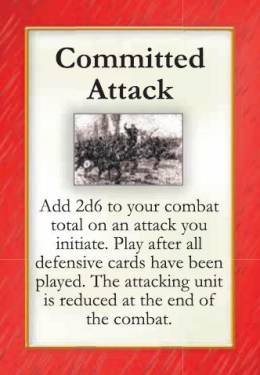 Committed
Attack
Add 2d6 to your combat
total on an attack you
initiate. Play after all
defensive cards have been
played. The attacking unit
is reduced at the end of
the combat.